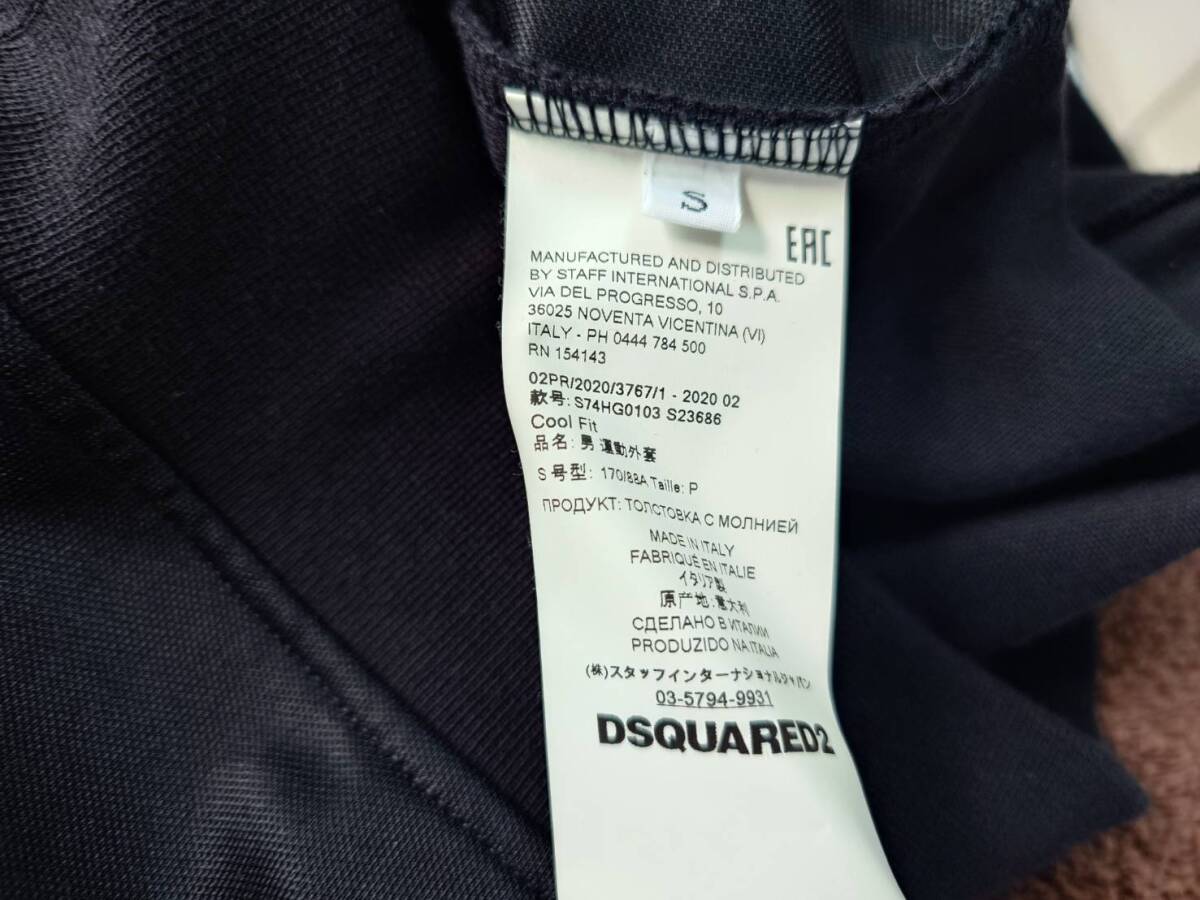 S
EAC
MANUFACTURED AND DISTRIBUTED
BY STAFF INTERNATIONAL S.P.A.
VIA DEL PROGRESSO, 10
36025 NOVENTA VICENTINA (VI)
ITALY - PH 0444 784 500
RN 154143
02PR/2020/3767/1 - 2020 02
款号: S74HG0103 S23686
Cool Fit
品名: 男 運動外套
S 号型: 170/88A Taille: P
ПРОДУКТ: ТОЛСТОВКА С МОЛНИЕЙ
MADE IN ITALY
FABRIQUÉ EN ITALIE
イタリア製
原产地: 意大利
СДЕЛАНО В ИТАЛИИ
PRODUZIDO NA ITALIA
(株)スタッフインターナショナルジャパン
03-5794-9931
DSQUARED2